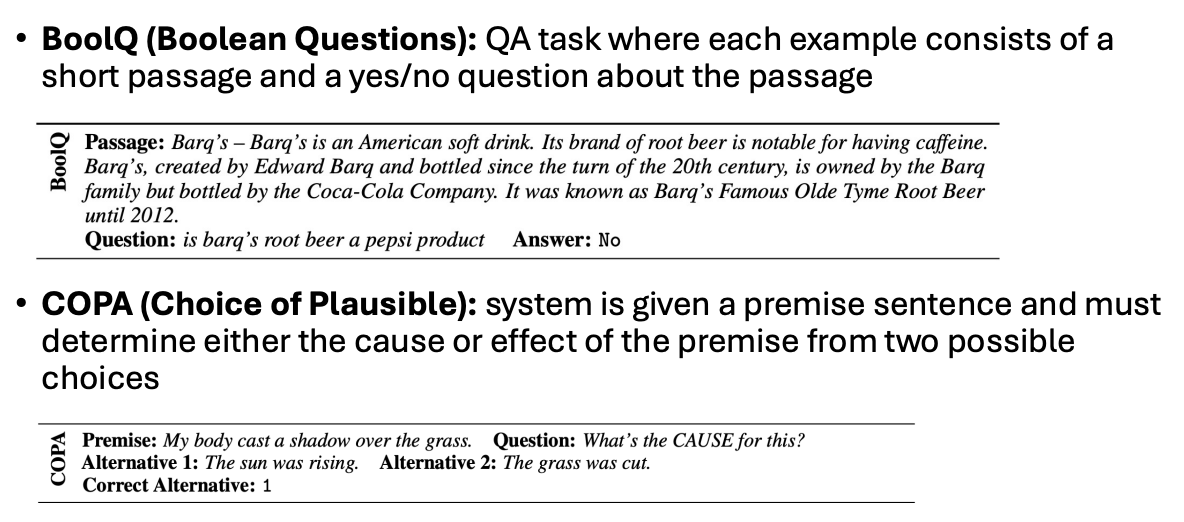 • BoolQ (Boolean Questions): QA task where each example consists of a
short passage and a yes/no question about the passage
BoolQ
Passage: Barq’s – Barq’s is an American soft drink. Its brand of root beer is notable for having caffeine.
Barq’s, created by Edward Barq and bottled since the turn of the 20th century, is owned by the Barq
family but bottled by the Coca-Cola Company. It was known as Barq’s Famous Olde Tyme Root Beer
until 2012.
Question: is barq’s root beer a pepsi product Answer: No
• COPA (Choice of Plausible): system is given a premise sentence and must
determine either the cause or effect of the premise from two possible
choices
COPA
Premise: My body cast a shadow over the grass. Question: What’s the CAUSE for this?
Alternative 1: The sun was rising. Alternative 2: The grass was cut.
Correct Alternative: 1